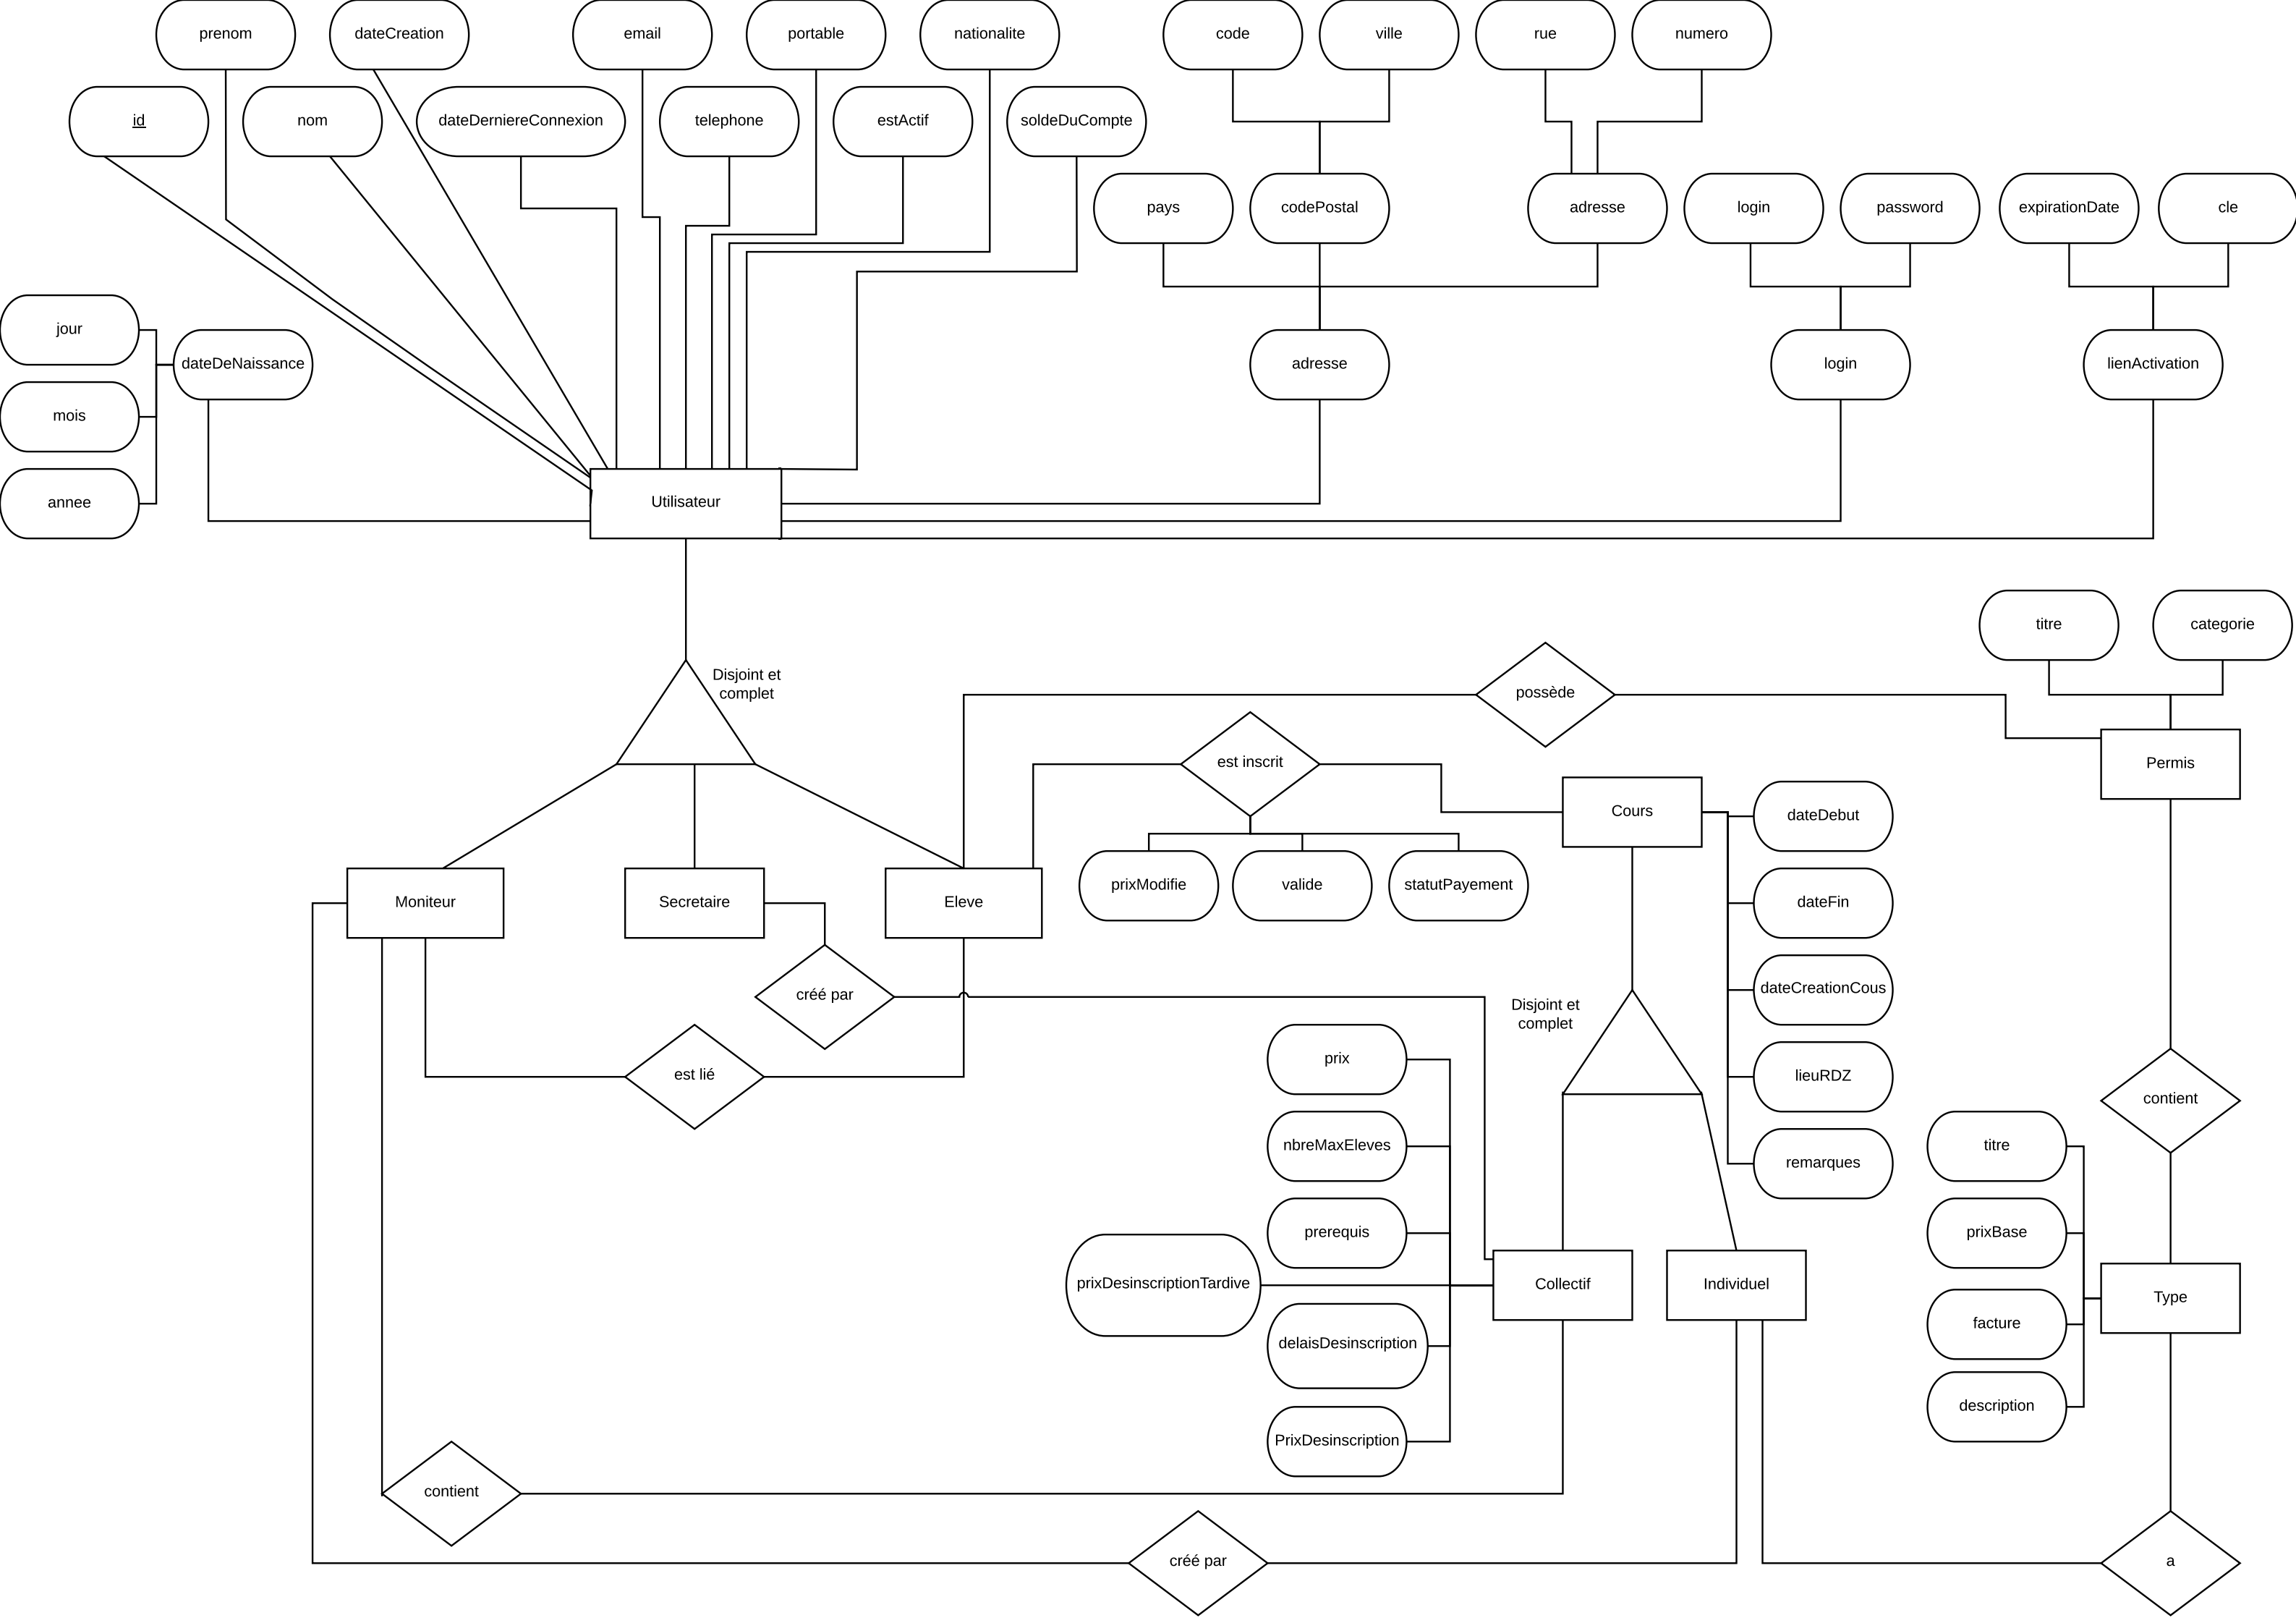 prenom
dateCreation
email
portable
nationalite
code
ville
rue
numero
id
nom
dateDerniereConnexion
telephone
estActif
soldeDuCompte
pays
codePostal
adresse
login
password
expirationDate
cle
jour
dateDeNaissance
adresse
login
lienActivation
mois
annee
Utilisateur
titre
categorie
Disjoint et
complet
possède
est inscrit
Permis
Cours
dateDebut
prixModifie
valide
statutPayement
Moniteur
Secretaire
Eleve
dateFin
créé par
dateCreationCous
Disjoint et
complet
est lié
prix
lieuRDZ
contient
nbreMaxEleves
remarques
titre
prerequis
prixBase
prixDesinscriptionTardive
Collectif
Individuel
Type
facture
delaisDesinscription
description
PrixDesinscription
contient
créé par
a